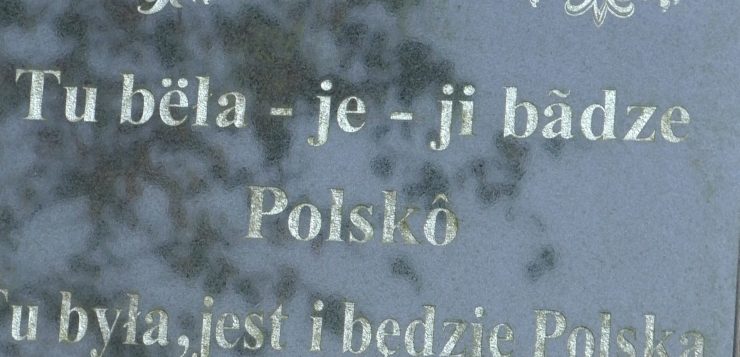 Tu bëla - je - ji bãdze
Polskô
Tu była, jest i będzie Polska